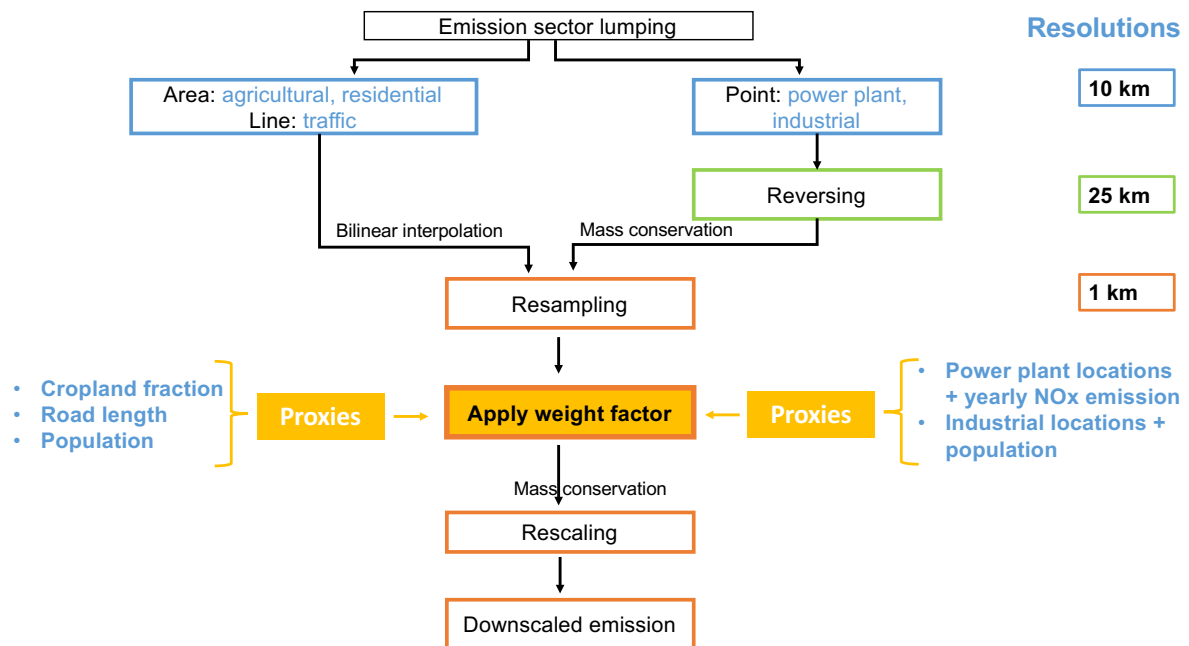 Emission sector lumping
Resolutions
Area: agricultural, residential
Line: traffic
Point: power plant,
industrial
10 km
Reversing
25 km
Bilinear interpolation
Mass conservation
Resampling
1 km
• Cropland fraction
• Road length
• Population
Proxies
Apply weight factor
Proxies
• Power plant locations
+ yearly NOx emission
• Industrial locations +
population
Mass conservation
Rescaling
Downscaled emission